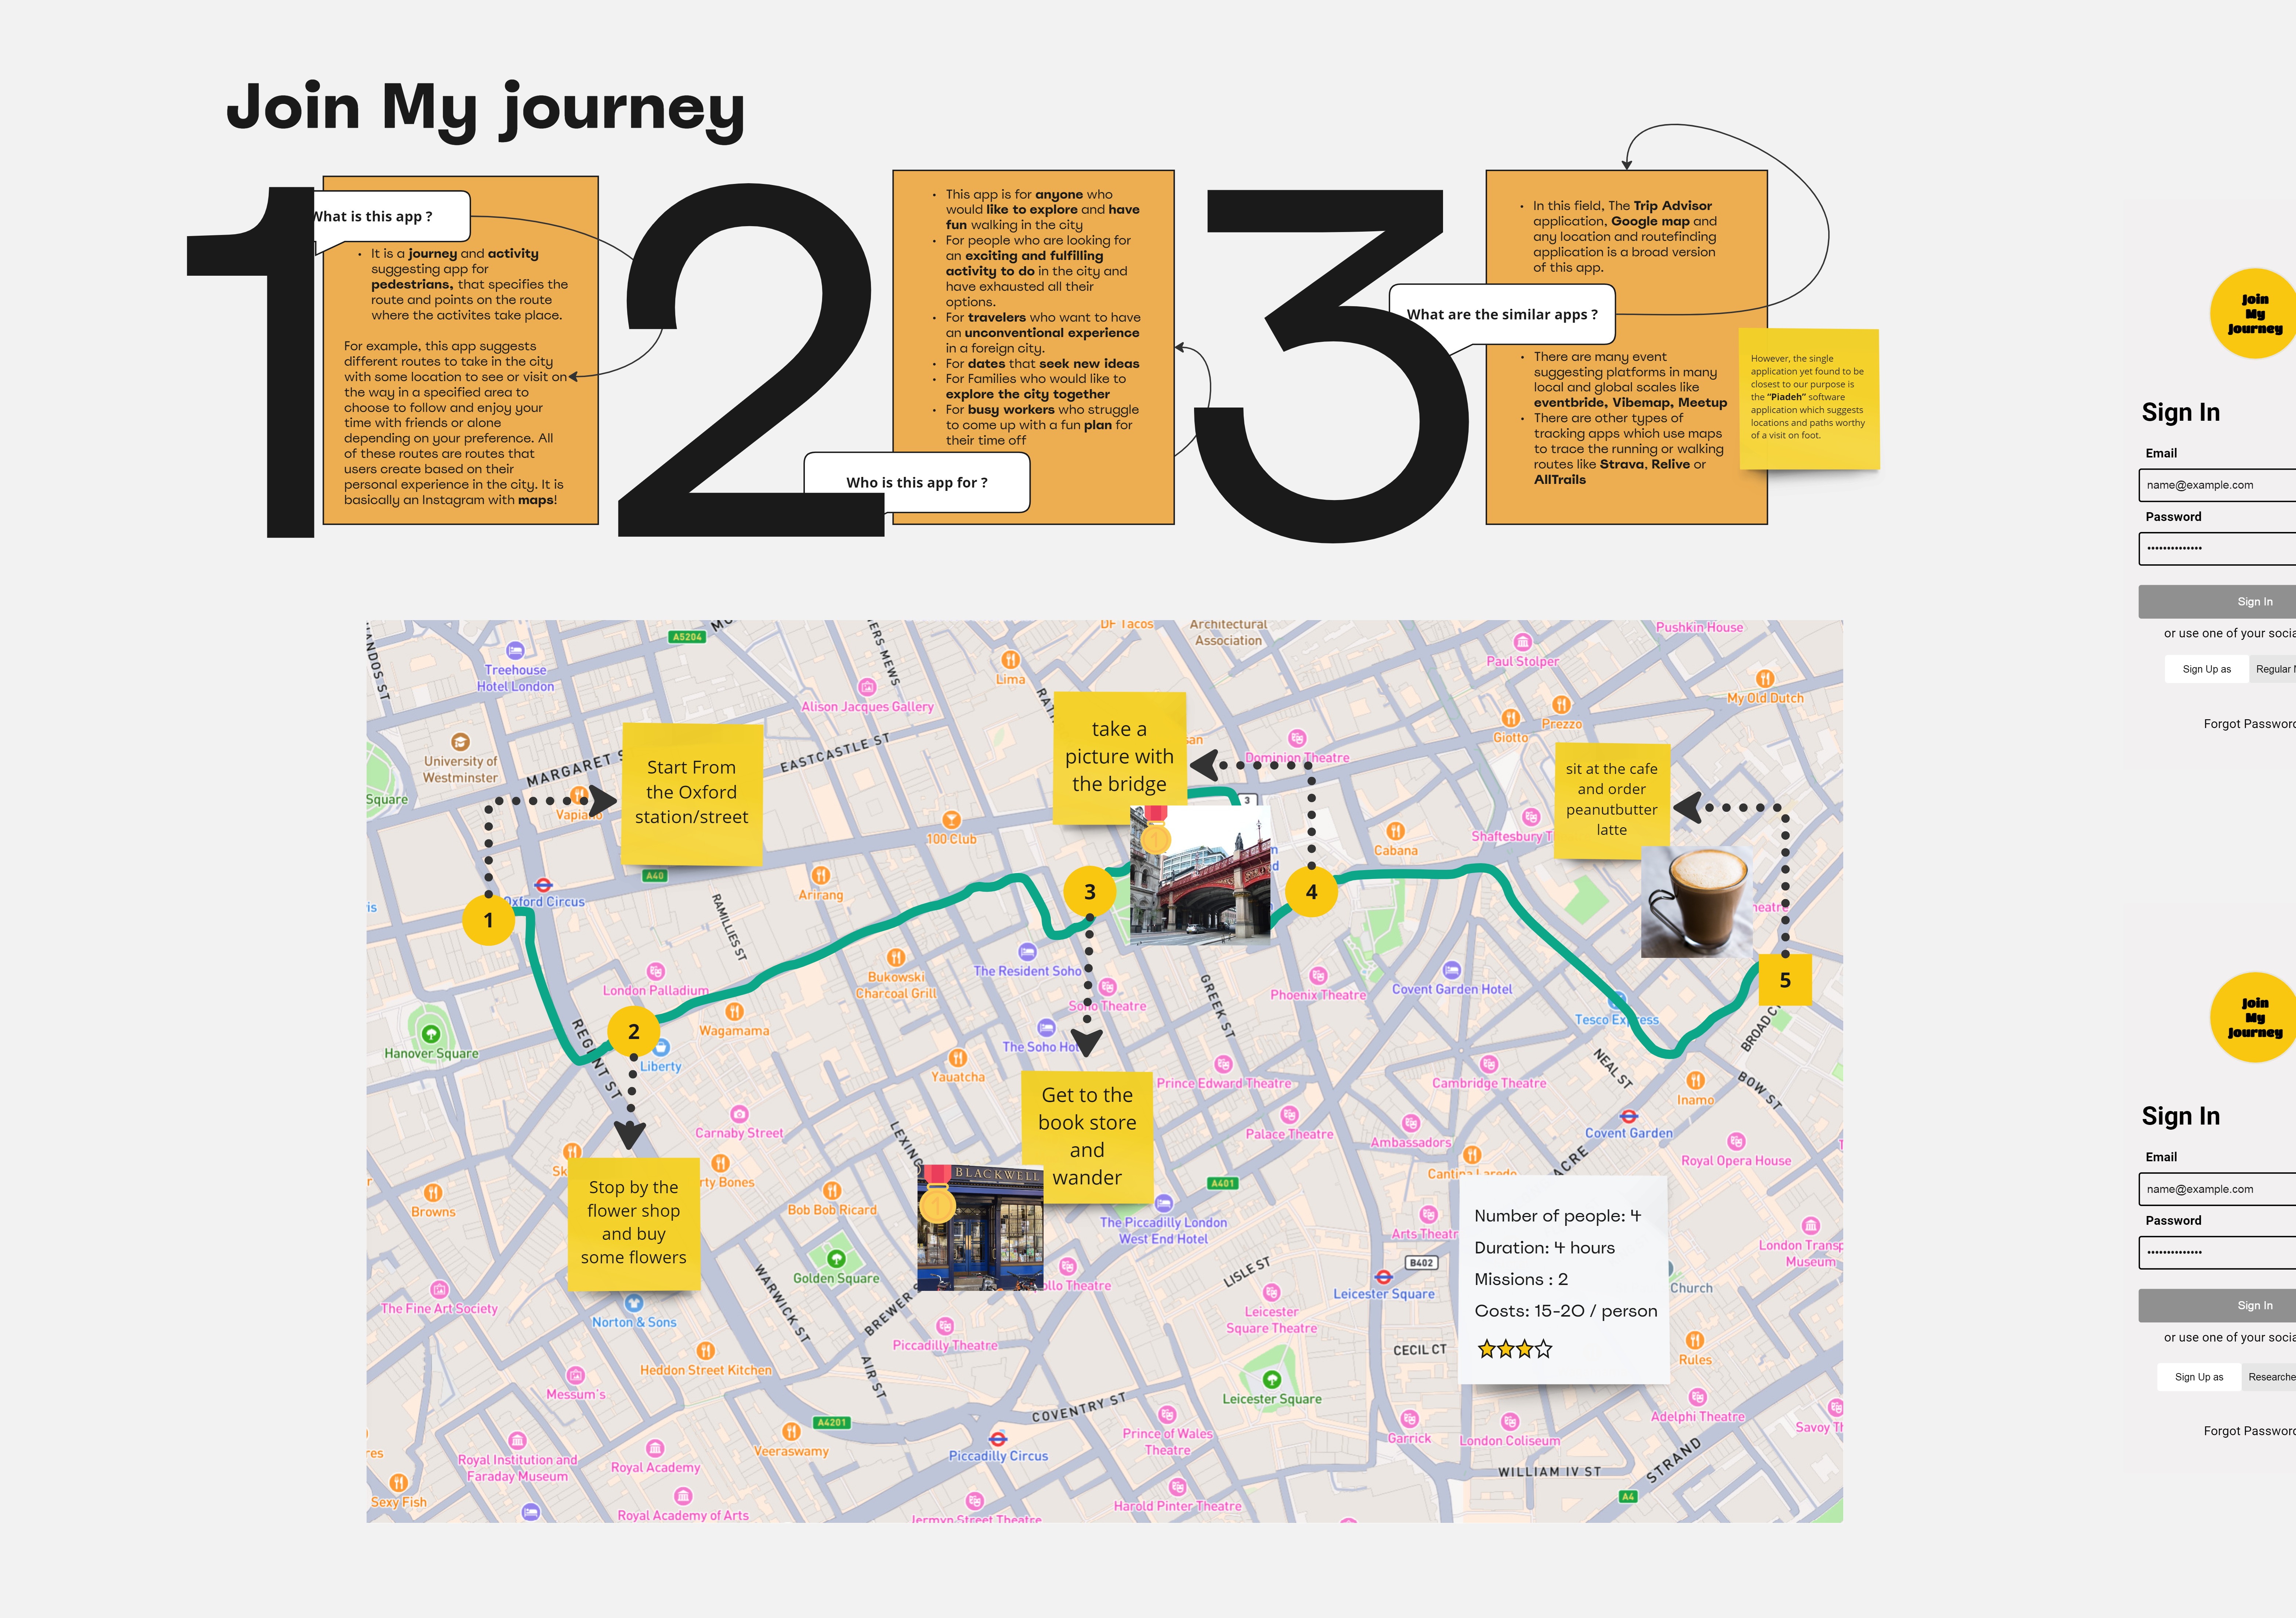 Join My journey
1
What is this app ?
• It is a journey and activity
suggesting app for
pedestrians, that specifies the
route and points on the route
where the activites take place.
For example, this app suggests
different routes to take in the city
with some location to see or visit on
the way in a specified area to
choose to follow and enjoy your
time with friends or alone
depending on your preference. All
of these routes are routes that
users create based on their
personal experience in the city. It is
basically an Instagram with maps!
2
• This app is for anyone who
would like to explore and have
fun walking in the city
• For people who are looking for
an exciting and fulfilling
activity to do in the city and
have exhausted all their
options.
• For travelers who want to have
an unconventional experience
in a foreign city.
• For dates that seek new ideas
• For Families who would like to
explore the city together
• For busy workers who struggle
to come up with a fun plan for
their time off
Who is this app for ?
3
• In this field, The Trip Advisor
application, Google map and
any location and routefinding
application is a broad version
of this app.
What are the similar apps ?
• There are many event
suggesting platforms in many
local and global scales like
eventbride, Vibemap, Meetup
• There are other types of
tracking apps which use maps
to trace the running or walking
routes like Strava, Relive or
AllTrails
However, the single
application yet found to be
closest to our purpose is
the “Piadeh” software
application which suggests
locations and paths worthy
of a visit on foot.
Join
My
Journey
Sign In
Email
name@example.com
Password
Sign In
or use one of your socia
Sign Up as
Regular
Forgot Password
Join
My
Journey
Sign In
Email
name@example.com
Password
Sign In
or use one of your socia
Sign Up as
Researche
Forgot Password
A5204
DF Tacos
Architectural
Association
Pushkin House
Treehouse
Hotel London
Lima
Paul Stolper
My Old Dutch
Alison Jacques Gallery
Prezzo
Giotto
University of
Westminster
MARGARET S
EASTCASTLE ST
Dominion Theatre
Square
Vapiano
Start From
the Oxford
station/street
take a
picture with
the bridge
3
sit at the cafe
and order
peanutbutter
latte
100 Club
Cabana
Shaftesbury T
A40
Arirang
Oxford Circus
1
3
4
RAMILLIES ST
Bukowski
Charcoal Grill
The Resident Soho
London Palladium
Soho Theatre
Phoenix Theatre
Covent Garden Hotel
5
GREEK ST
Tesco Express
Wagamama
2
REGENT ST
Hanover Square
Liberty
The Soho Hot
Yauatcha
Prince Edward Theatre
Cambridge Theatre
NEAL ST
BROAD C
BOW ST
Inamo
Get to the
book store
and
wander
Carnaby Street
Palace Theatre
Ambassadors
Covent Garden
Royal Opera House
LEXING
Cantina Laredo
ACRE
BLACKWELL
1
A401
Stop by the
flower shop
and buy
some flowers
rty Bones
Browns
Bob Bob Ricard
The Piccadilly London
West End Hotel
Arts Theatr
Number of people: 4
Duration: 4 hours
Missions : 2
Costs: 15-20 / person
London Transp
Museum
Golden Square
ollo Theatre
LISLE ST
B402
Leicester Square
Church
WARWICK ST
BREWER S
The Fine Art Society
Norton & Sons
Leicester
Square Theatre
Piccadilly Theatre
CECIL CT
Rules
Heddon Street Kitchen
AIR ST
Messum's
Leicester Square
COVENTRY ST
Adelphi Theatre
A4201
Savoy Th
Veeraswamy
Prince of Wales
Theatre
Garrick
London Coliseum
Royal Institution and
Faraday Museum
Royal Academy
Piccadilly Circus
STRAND
WILLIAM IV ST
Sexy Fish
Royal Academy of Arts
Jermyn Street Theatre
Harold Pinter Theatre
A4